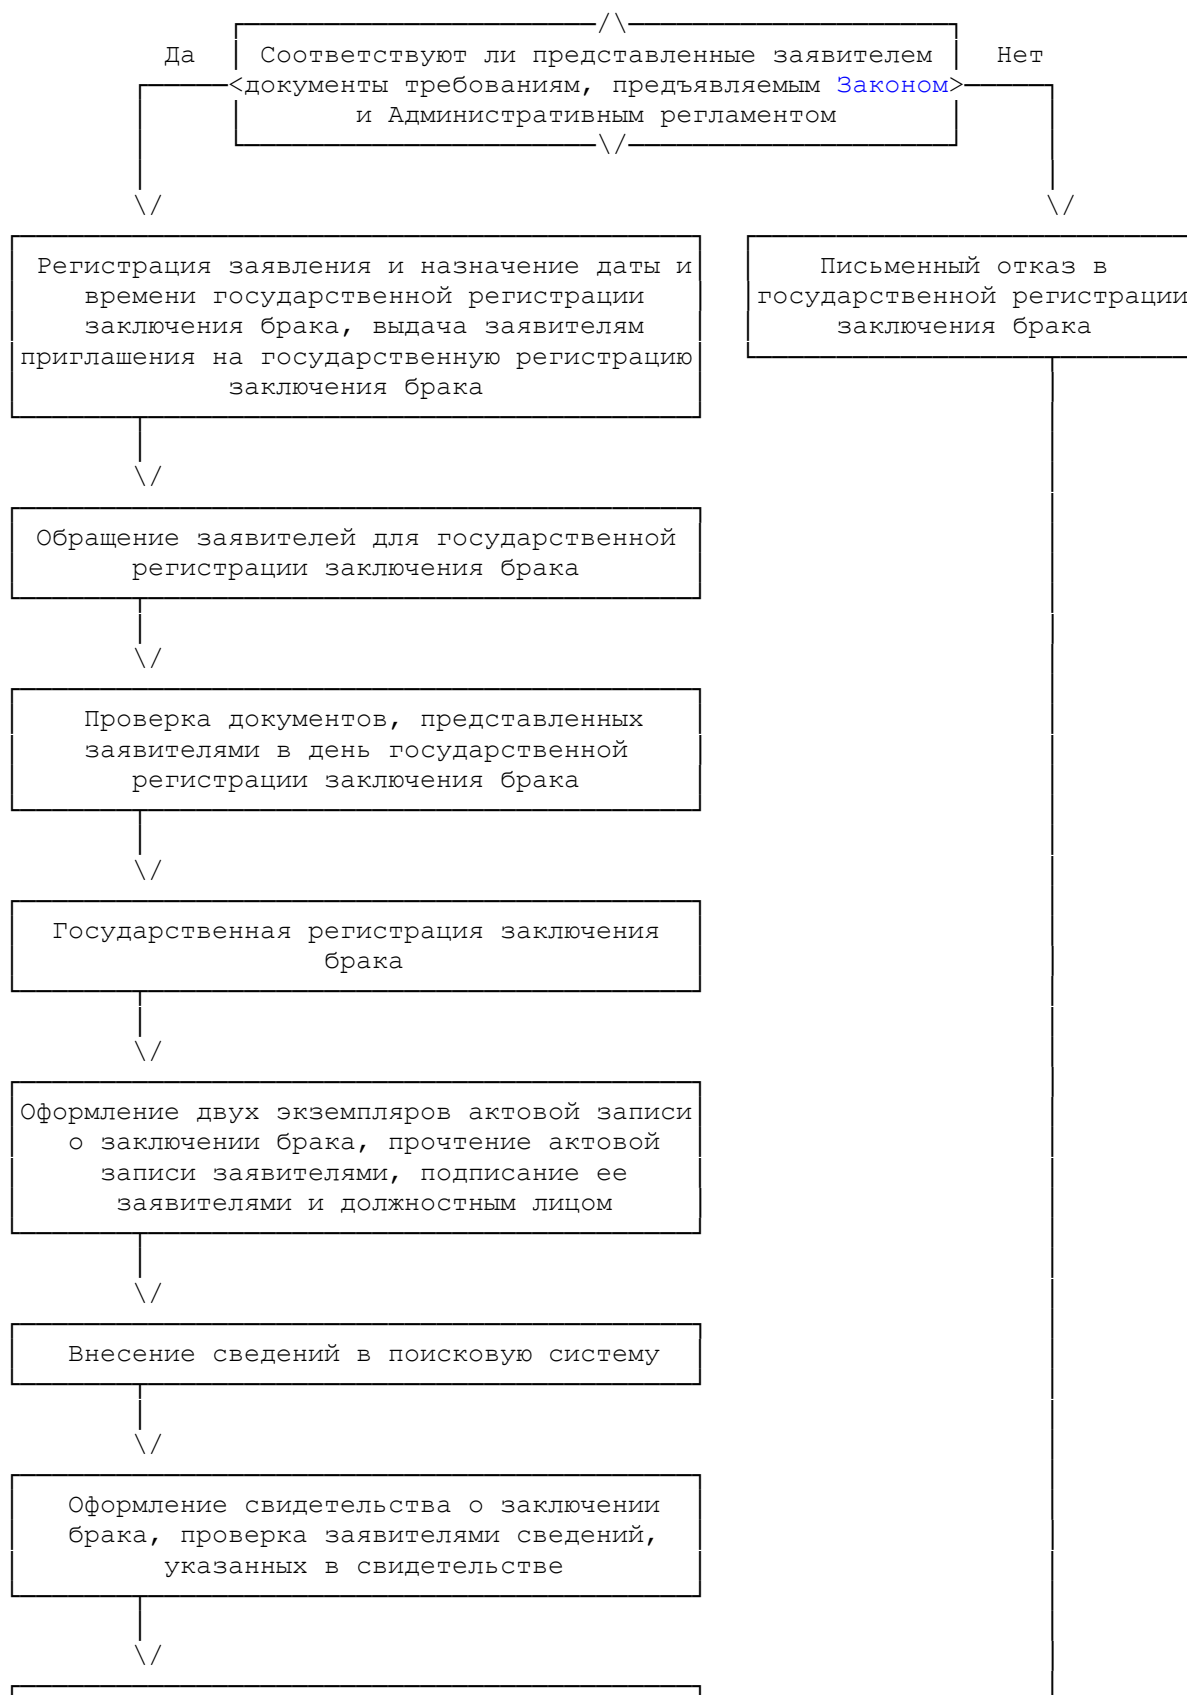 Да
Соответствуют ли представленные заявителем
Нет
<документы требованиям, предъявляемым Законом>
и Административным регламентом
Регистрация заявления и назначение даты и
времени государственной регистрации
заключения брака, выдача заявителям
приглашения на государственную регистрацию
заключения брака
Письменный отказ в
государственной регистрации
заключения брака
Обращение заявителей для государственной
регистрации заключения брака
Проверка документов, представленных
заявителями в день государственной
регистрации заключения брака
Государственная регистрация заключения
брака
Оформление двух экземпляров актовой записи
о заключении брака, прочтение актовой
записи заявителями, подписание ее
заявителями и должностным лицом
Внесение сведений в поисковую систему
Оформление свидетельства о заключении
брака, проверка заявителями сведений,
указанных в свидетельстве